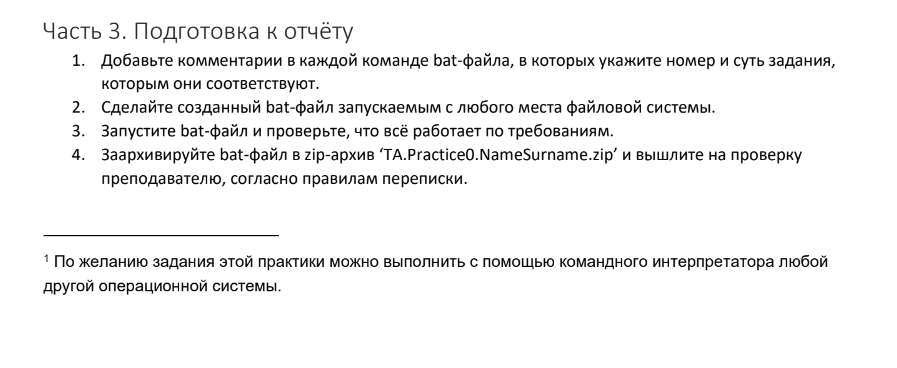 Часть 3. Подготовка к отчёту
1. Добавьте комментарии в каждой команде bat-файла, в которых укажите номер и суть задания,
которым они соответствуют.
2. Сделайте созданный bat-файл запускаемым с любого места файловой системы.
3. Запустите bat-файл и проверьте, что всё работает по требованиям.
4. Заархивируйте bat-файл в zip-архив ‘TA.Practice0.NameSurname.zip’ и вышлите на проверку
преподавателю, согласно правилам переписки.
1 По желанию задания этой практики можно выполнить с помощью командного интерпретатора любой
другой операционной системы.